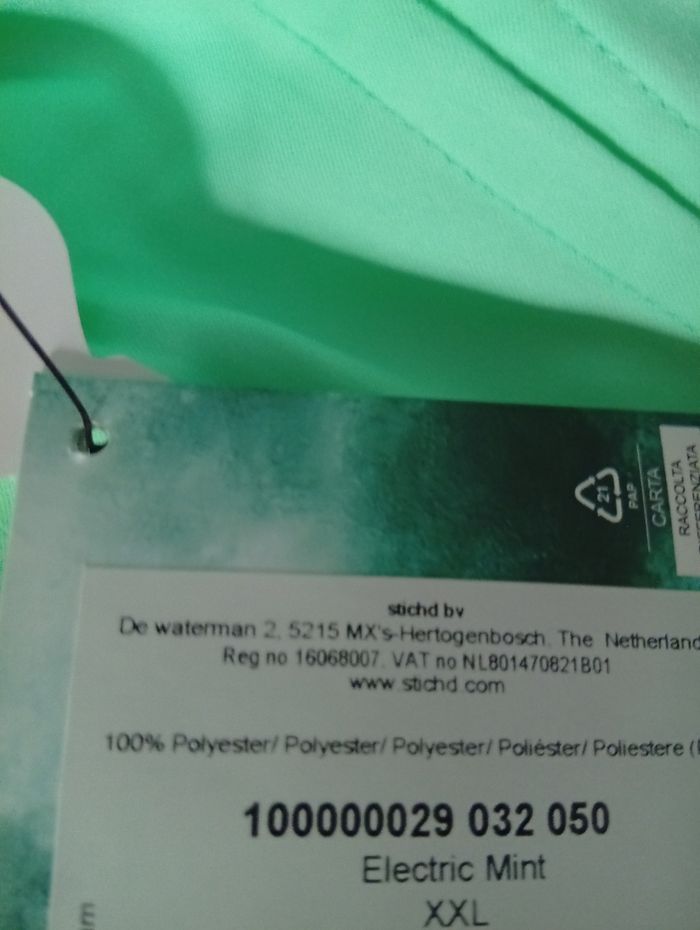 21
PAP
CARTA
RACCOLTA
stichd bv
De waterman 2, 5215 MX's-Hertogenbosch. The Netherland
Reg no 16068007. VAT no NL801470821B01
www.stichd.com
100% Polyester/ Polyester/ Polyester/ Poliéster/ Poliestere (
100000029 032 050
Electric Mint
XXL